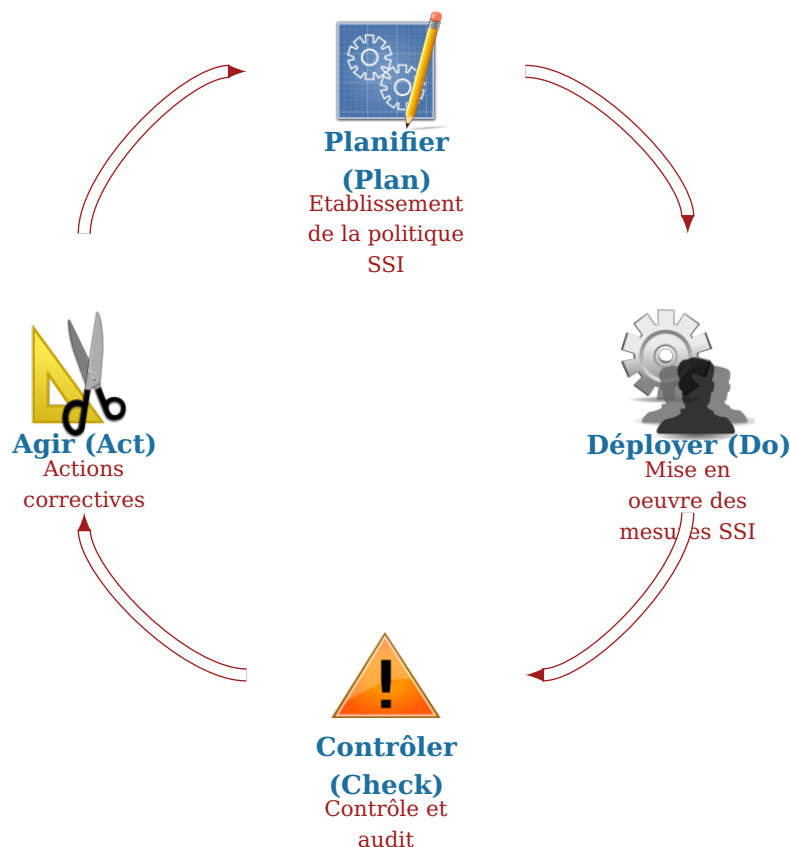 Planifier
(Plan)
Etablissement
de la politique
SSI
Agir (Act)
Actions
correctives
Déployer (Do)
Mise en
oeuvre des
mesures SSI
Contrôler
(Check)
Contrôle et
audit